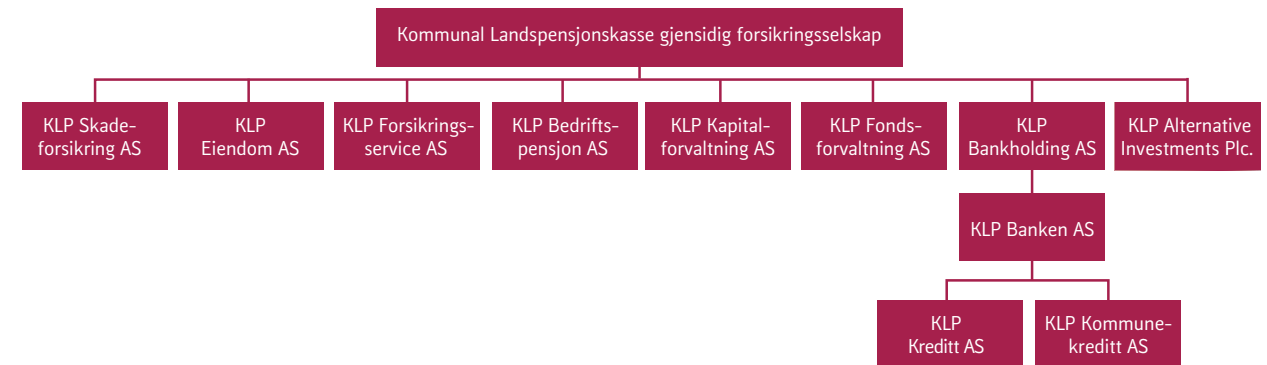 Kommunal Landspensjonskasse gjensidig forsikringsselskap
KLP Skade-
forsikring AS
KLP
Eiendom AS
KLP Forsikrings-
service AS
KLP Bedrifts-
pensjon AS
KLP Kapital-
forvaltning AS
KLP Fonds-
forvaltning AS
KLP
Bankholding AS
KLP Alternative
Investments Plc.
KLP Banken AS
KLP
Kreditt AS
KLP Kommune-
kreditt AS